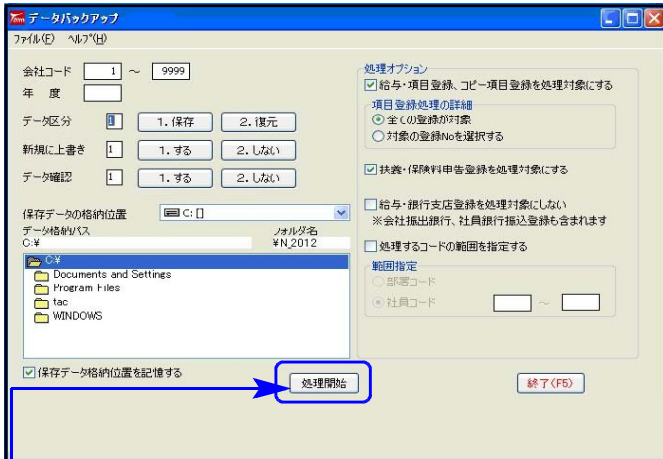 データバックアップ
ファイル(F) ヘルプ(H)
会社コード 1 ～ 9999
年 度
データ区分 1 1. 保存 2. 復元
新規に上書き 1 1. する 2. しない
データ確認 1 1. する 2. しない
保存データの格納位置 C: []
データ格納パス フォルダ名
C:¥ ¥N_2012
C:¥
Documents and Settings
Program Files
tac
WINDOWS
保存データ格納位置を記憶する
処理開始
処理オプション
給与・項目登録、コピー項目登録を処理対象にする
項目登録処理の詳細
全ての登録が対象
対象の登録Noを選択する
扶養・保険料申告登録を処理対象にする
給与・銀行支店登録を処理対象にしない
※会社振出銀行、社員銀行振込登録も含まれます
処理するコードの範囲を指定する
範囲指定
部署コード
社員コード ～
終了(F5)